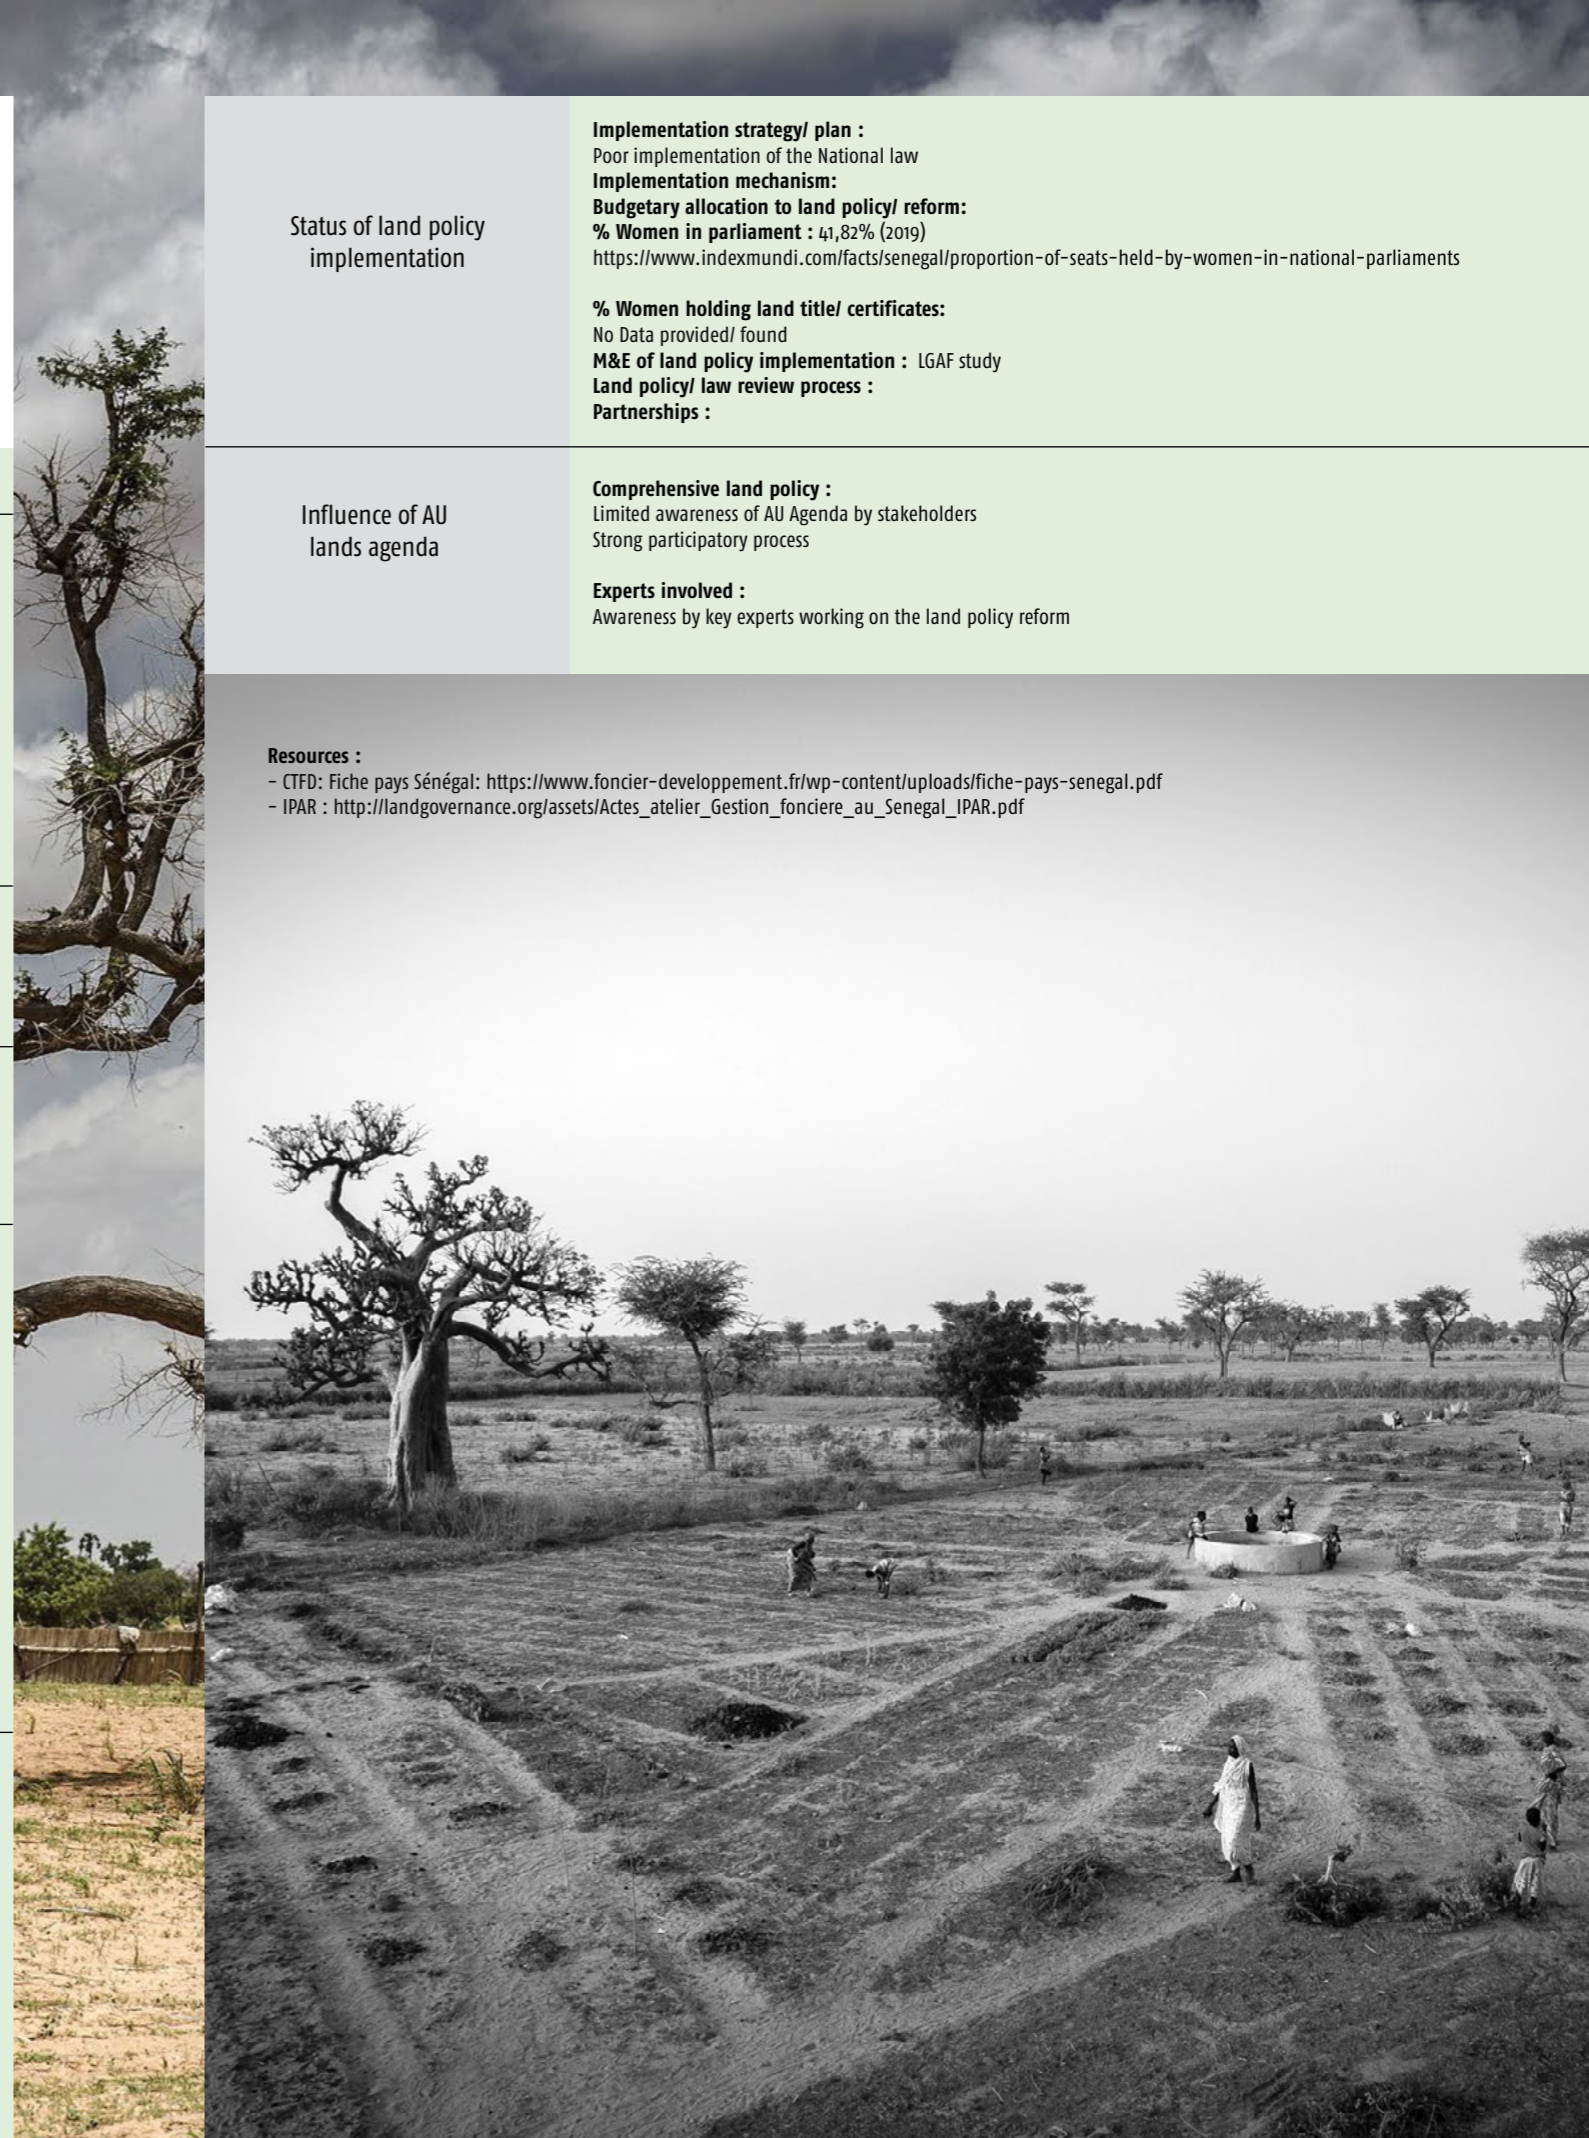 Status of land policy
implementation
Implementation strategy/ plan :
Poor implementation of the National law
Implementation mechanism:
Budgetary allocation to land policy/ reform:
% Women in parliament : 41,82% (2019)
https://www.indexmundi.com/facts/senegal/proportion-of-seats-held-by-women-in-national-parliaments
% Women holding land title/ certificates:
No Data provided/ found
M&E of land policy implementation : LGAF study
Land policy/ law review process :
Partnerships :
Influence of AU
lands agenda
Comprehensive land policy :
Limited awareness of AU Agenda by stakeholders
Strong participatory process
Experts involved :
Awareness by key experts working on the land policy reform
Resources :
- CTFD: Fiche pays Sénégal: https://www.foncier-developpement.fr/wp-content/uploads/fiche-pays-senegal.pdf
- IPAR : http://landgovernance.org/assets/Actes_atelier_Gestion_fonciere_au_Senegal_IPAR.pdf